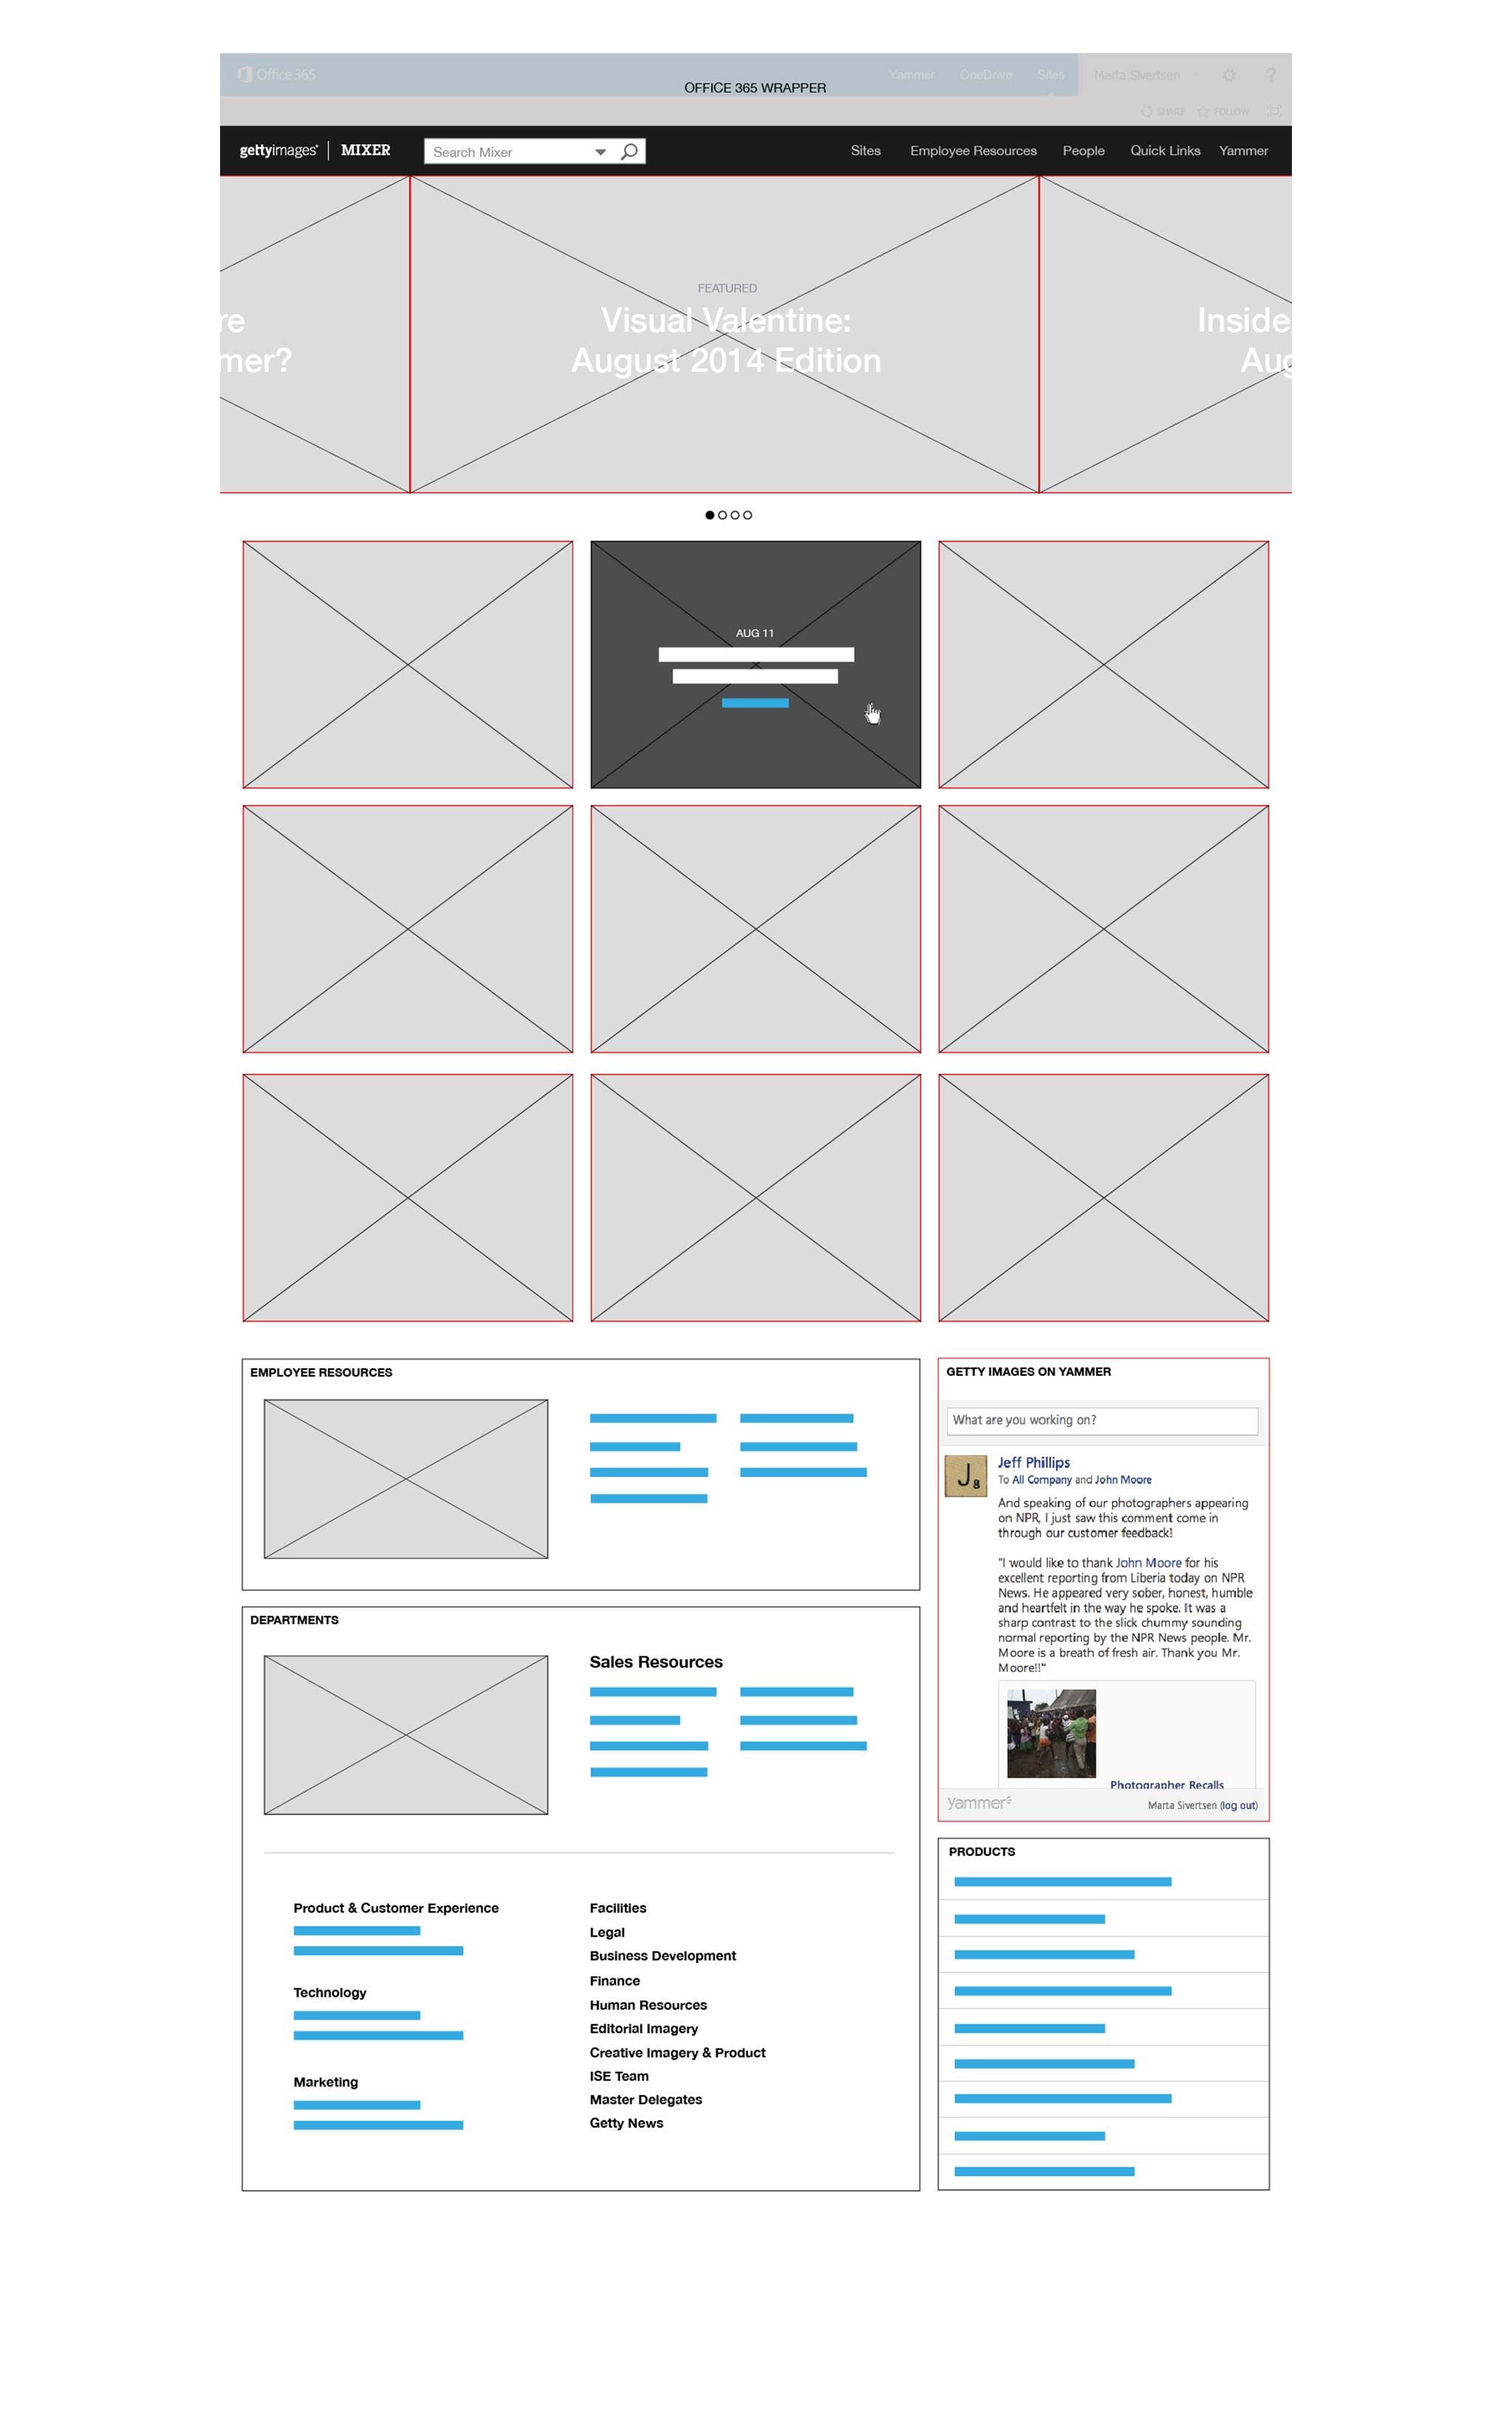 Office 365
Yammer OneDrive Sites Marta Sivertsen ?
OFFICE 365 WRAPPER
SHARE FOLLOW
gettyimages® MIXER Search Mixer Sites Employee Resources People Quick Links Yammer
FEATURED
re Visual Valentine: Inside
mer? August 2014 Edition Aug
AUG 11
EMPLOYEE RESOURCES
GETTY IMAGES ON YAMMER
What are you working on?
J8
Jeff Phillips
To All Company and John Moore
And speaking of our photographers appearing
on NPR, I just saw this comment come in
through our customer feedback!
"I would like to thank John Moore for his
excellent reporting from Liberia today on NPR
News. He appeared very sober, honest, humble
and heartfelt in the way he spoke. It was a
sharp contrast to the slick chummy sounding
normal reporting by the NPR News people. Mr.
Moore is a breath of fresh air. Thank you Mr.
Moore!!"
Photographer Recalls
yammer
Marta Sivertsen (log out)
DEPARTMENTS
Sales Resources
Product & Customer Experience
Technology
Marketing
Facilities
Legal
Business Development
Finance
Human Resources
Editorial Imagery
Creative Imagery & Product
ISE Team
Master Delegates
Getty News
PRODUCTS